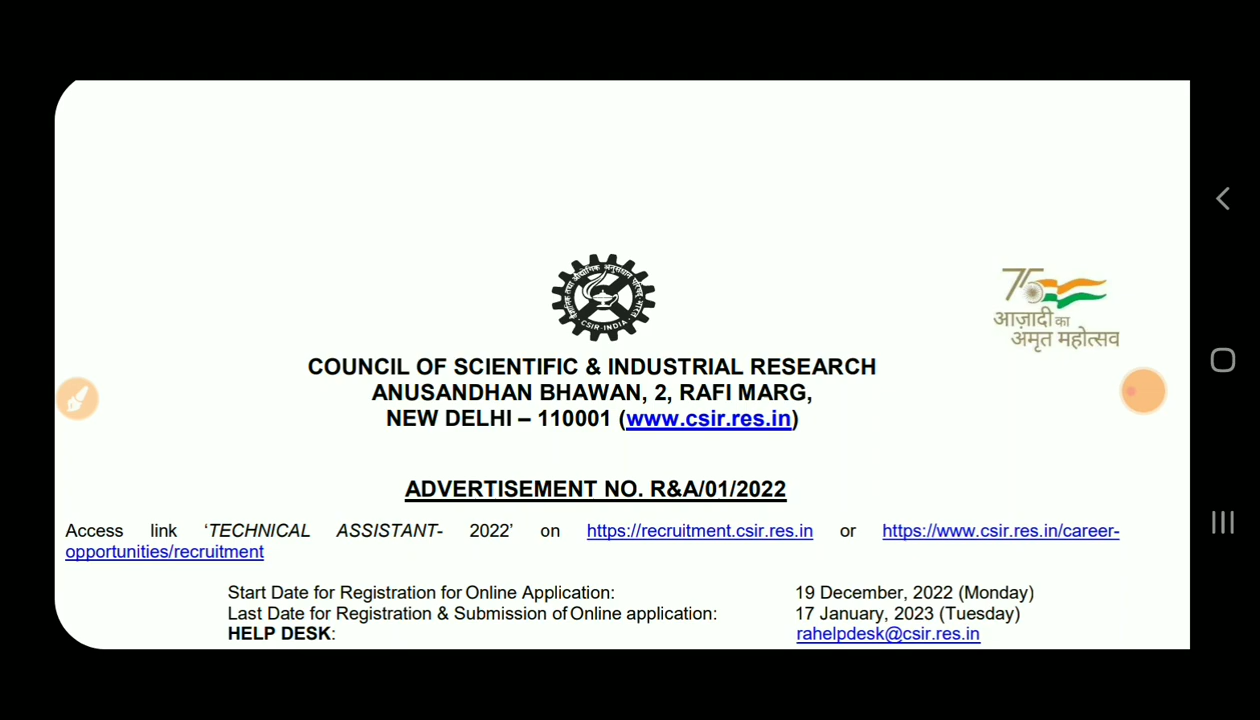 CSIR-INDIA
75
आज़ादी का
अमृत महोत्सव
COUNCIL OF SCIENTIFIC & INDUSTRIAL RESEARCH
ANUSANDHAN BHAWAN, 2, RAFI MARG,
NEW DELHI – 110001 (www.csir.res.in)
ADVERTISEMENT NO. R&A/01/2022
Access link ‘TECHNICAL ASSISTANT- 2022’ on https://recruitment.csir.res.in or https://www.csir.res.in/career-
opportunities/recruitment
Start Date for Registration for Online Application: 19 December, 2022 (Monday)
Last Date for Registration & Submission of Online application: 17 January, 2023 (Tuesday)
HELP DESK: rahelpdesk@csir.res.in